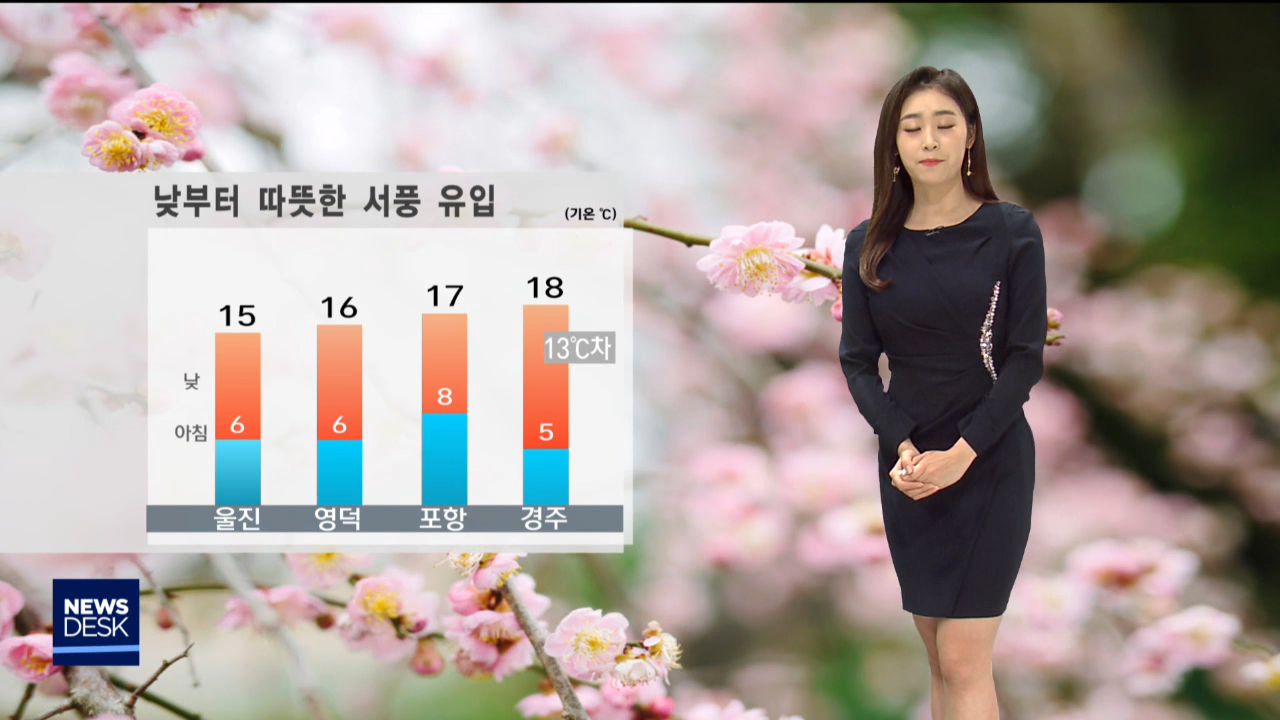 낮부터 따뜻한 서풍 유입
(기온 ℃)
15 16 17 18
13℃차
낮
아침 6 6 8 5
울진 영덕 포항 경주
NEWS
DESK